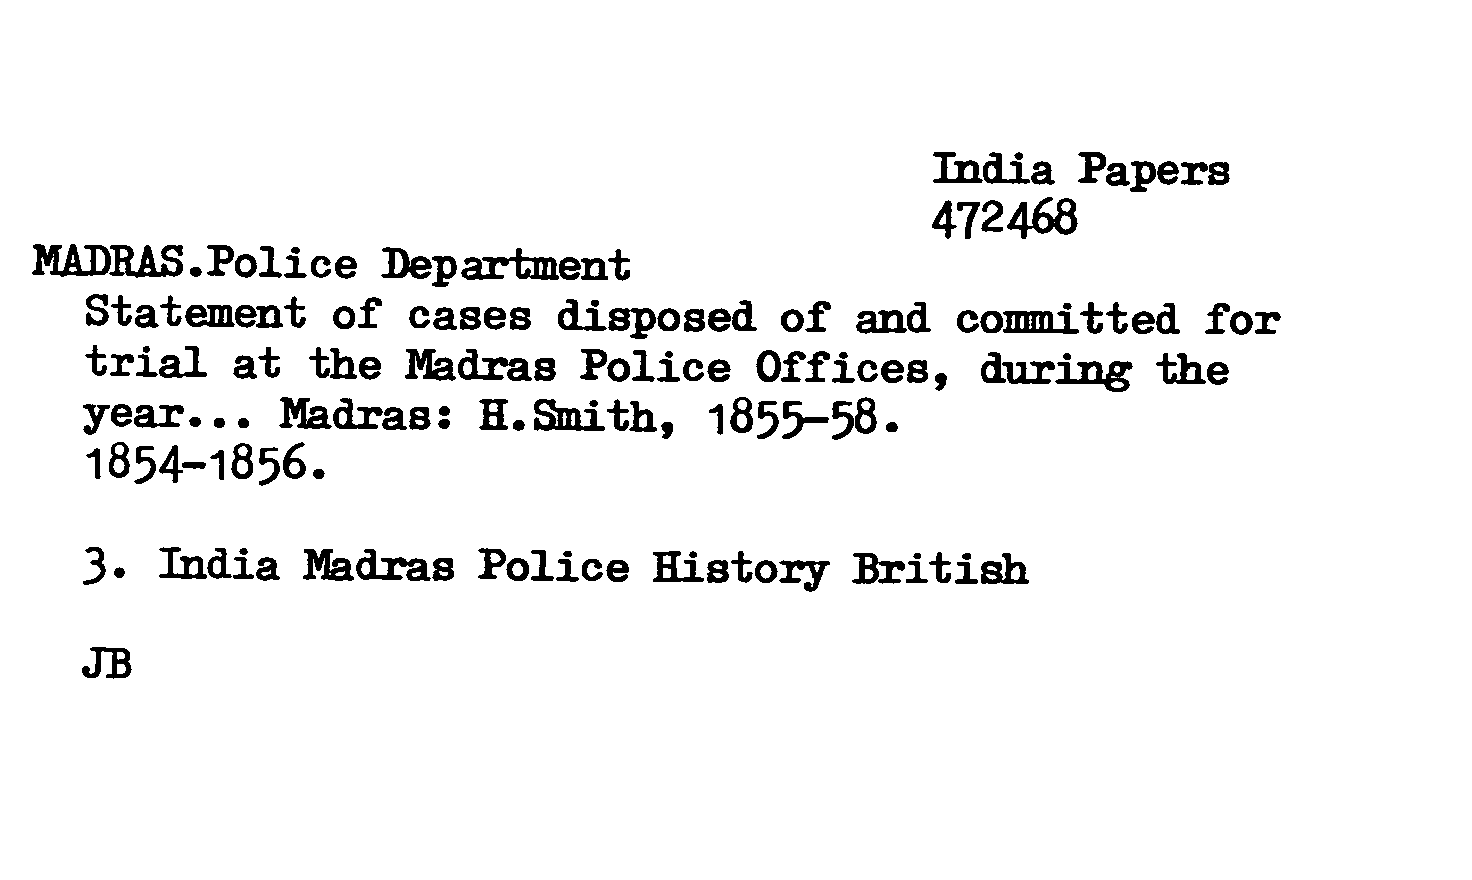 India Papers
472468
MADRAS.Police Department
Statement of cases disposed of and committed for
trial at the Madras Police Offices, during the
year... Madras: H.Smith, 1855-58.
1854-1856.
3. India Madras Police History British
JB